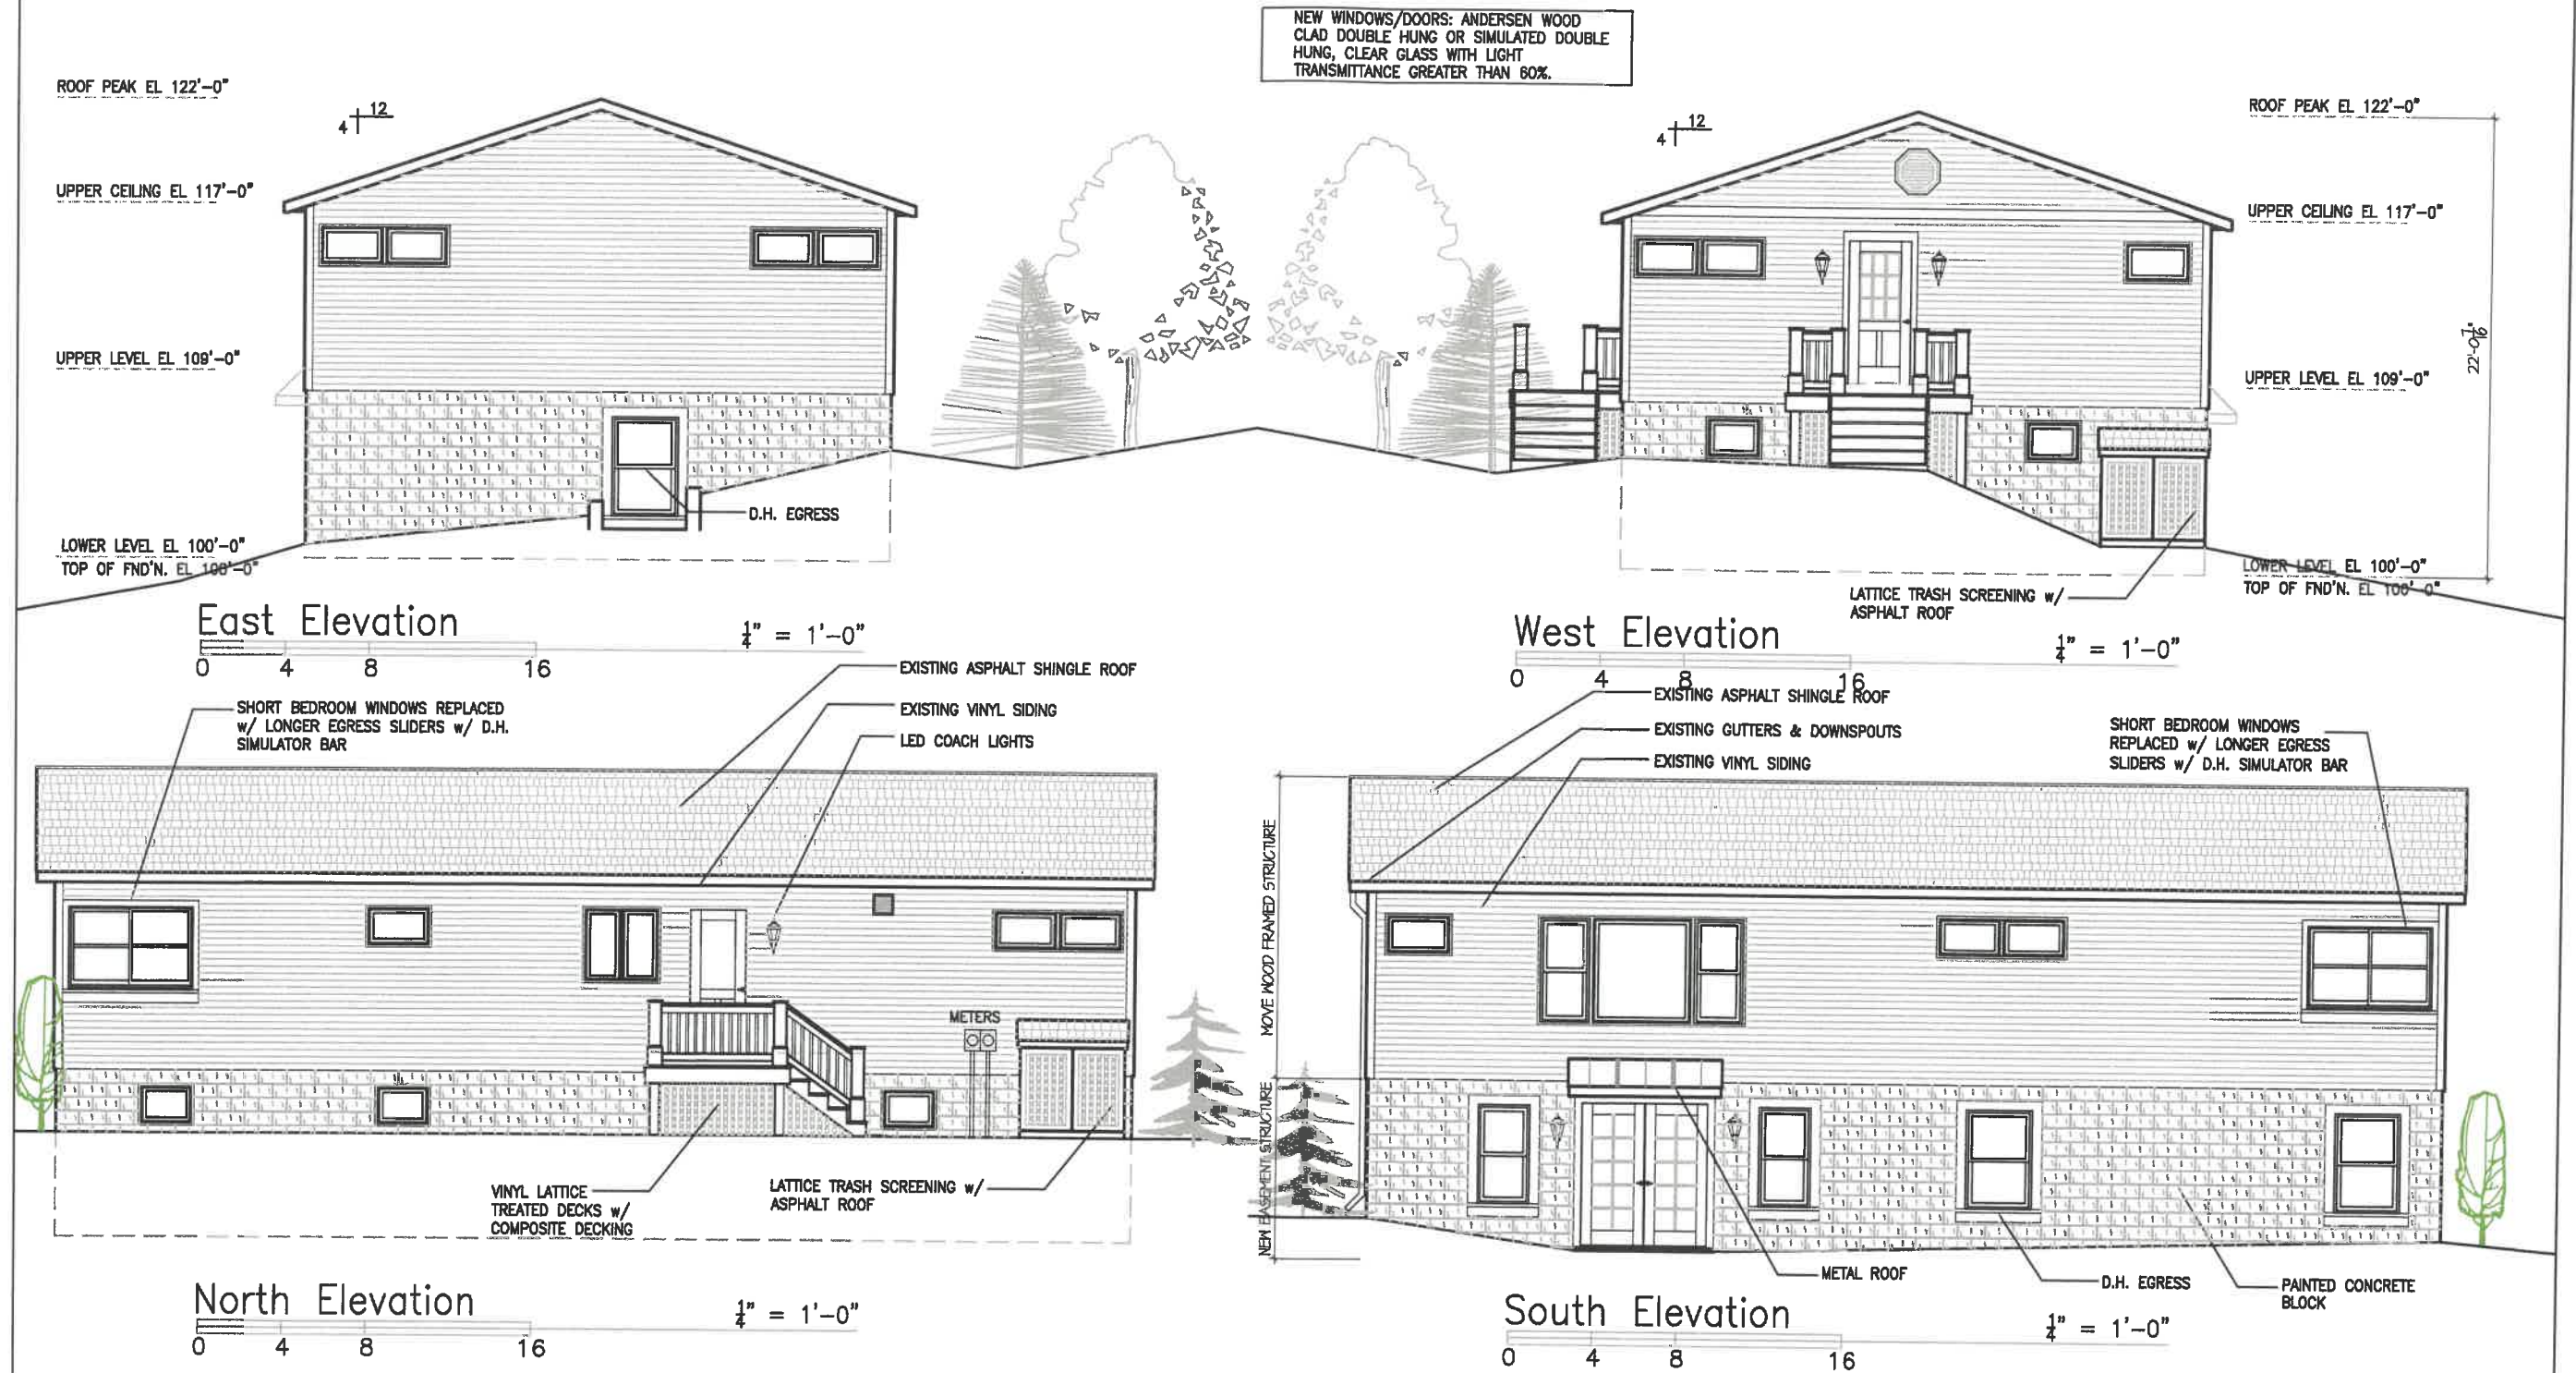 NEW WINDOWS/DOORS: ANDERSEN WOOD
CLAD DOUBLE HUNG OR SIMULATED DOUBLE
HUNG, CLEAR GLASS WITH LIGHT
TRANSMITTANCE GREATER THAN 60%.
ROOF PEAK EL 122'-0"
4 12
UPPER CEILING EL 117'-0"
UPPER LEVEL EL 109'-0"
D.H. EGRESS
LOWER LEVEL EL 100'-0"
TOP OF FND'N. EL 100'-0"
East Elevation
1/4" = 1'-0"
0 4 8 16
ROOF PEAK EL 122'-0"
4 12
UPPER CEILING EL 117'-0"
UPPER LEVEL EL 109'-0"
LOWER LEVEL EL 100'-0"
TOP OF FND'N. EL 100'-0"
LATTICE TRASH SCREENING w/
ASPHALT ROOF
West Elevation
1/4" = 1'-0"
0 4 8 16
SHORT BEDROOM WINDOWS REPLACED
w/ LONGER EGRESS SLIDERS w/ D.H.
SIMULATOR BAR
EXISTING ASPHALT SHINGLE ROOF
EXISTING VINYL SIDING
LED COACH LIGHTS
METERS
VINYL LATTICE
TREATED DECKS w/
COMPOSITE DECKING
LATTICE TRASH SCREENING w/
ASPHALT ROOF
North Elevation
1/4" = 1'-0"
0 4 8 16
EXISTING ASPHALT SHINGLE ROOF
EXISTING GUTTERS & DOWNSPOUTS
EXISTING VINYL SIDING
SHORT BEDROOM WINDOWS
REPLACED w/ LONGER EGRESS
SLIDERS w/ D.H. SIMULATOR BAR
MOVE WOOD FRAMED STRUCTURE
NEW BASEMENT STRUCTURE
METAL ROOF
D.H. EGRESS
PAINTED CONCRETE
BLOCK
South Elevation
1/4" = 1'-0"
0 4 8 16